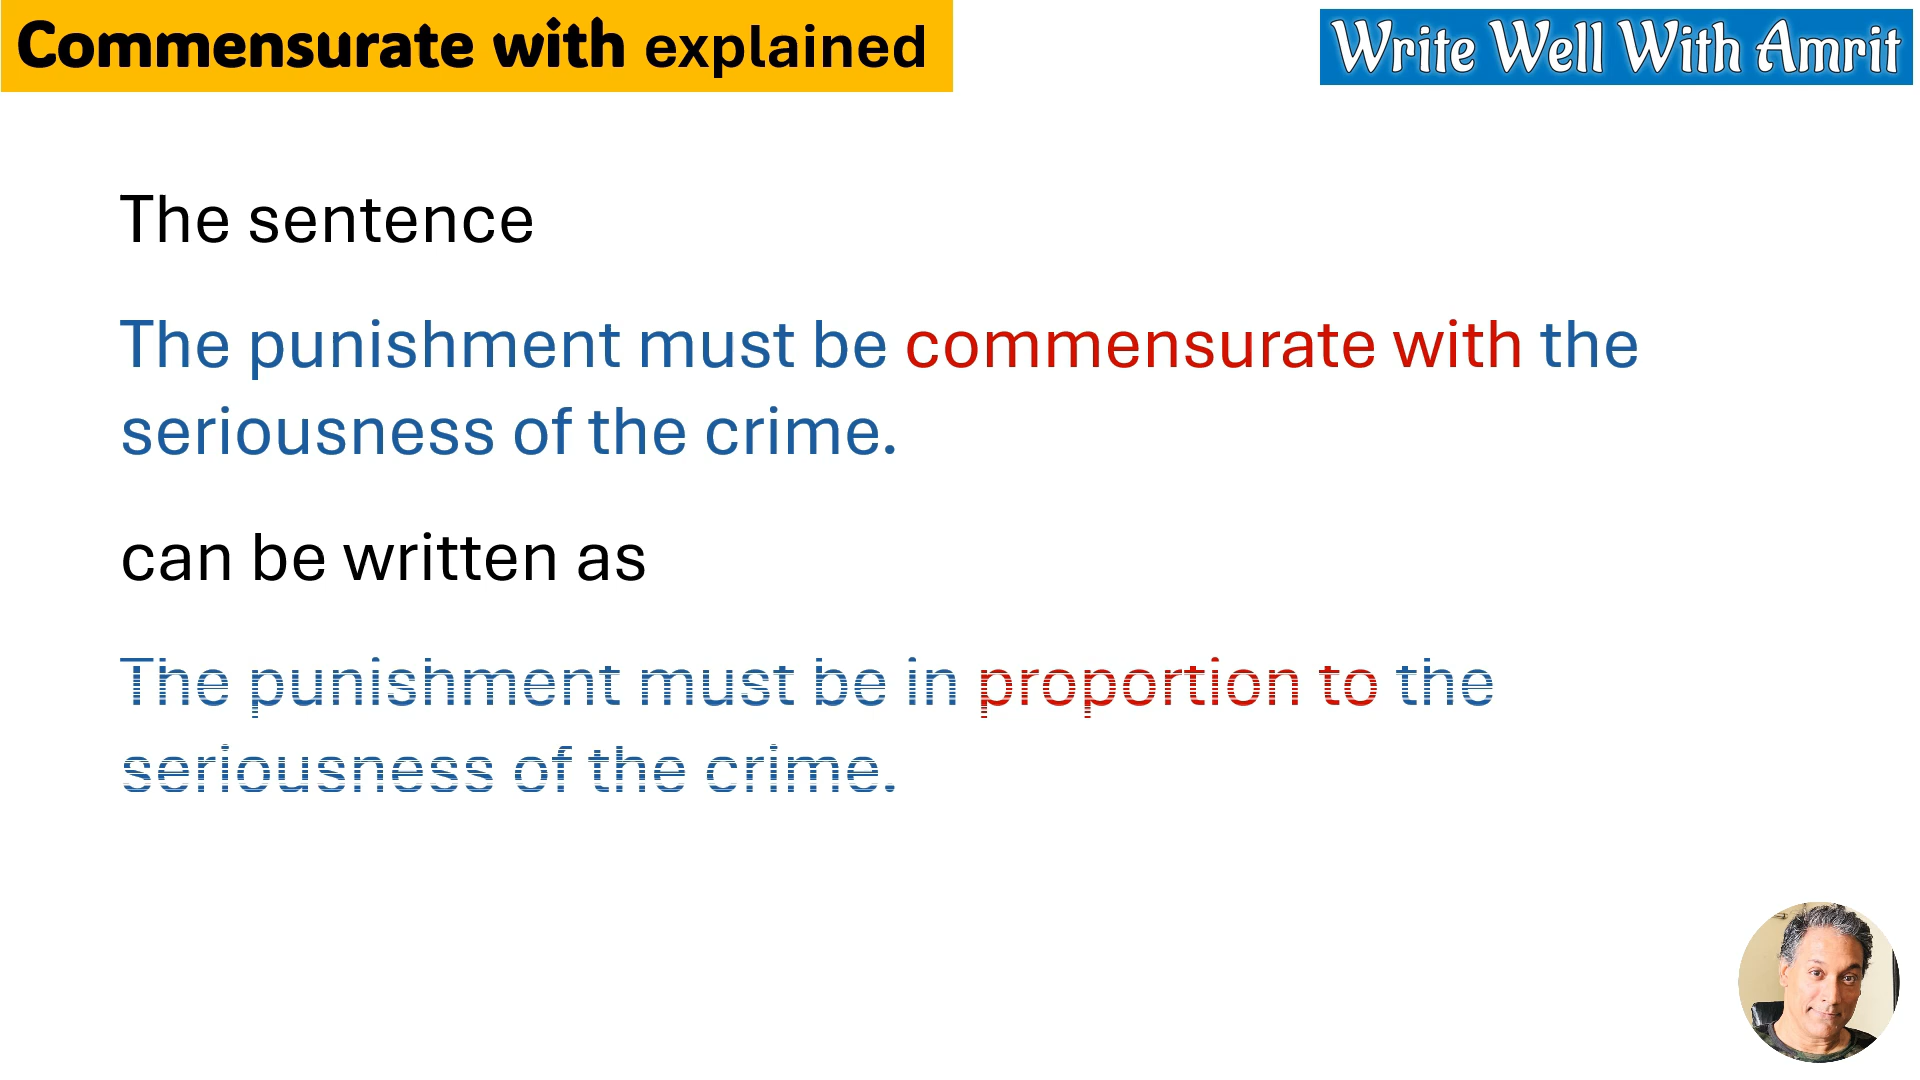 Commensurate with explained
Write Well With Amrit
The sentence
The punishment must be commensurate with the
seriousness of the crime.
can be written as
The punishment must be in proportion to the
seriousness of the crime.